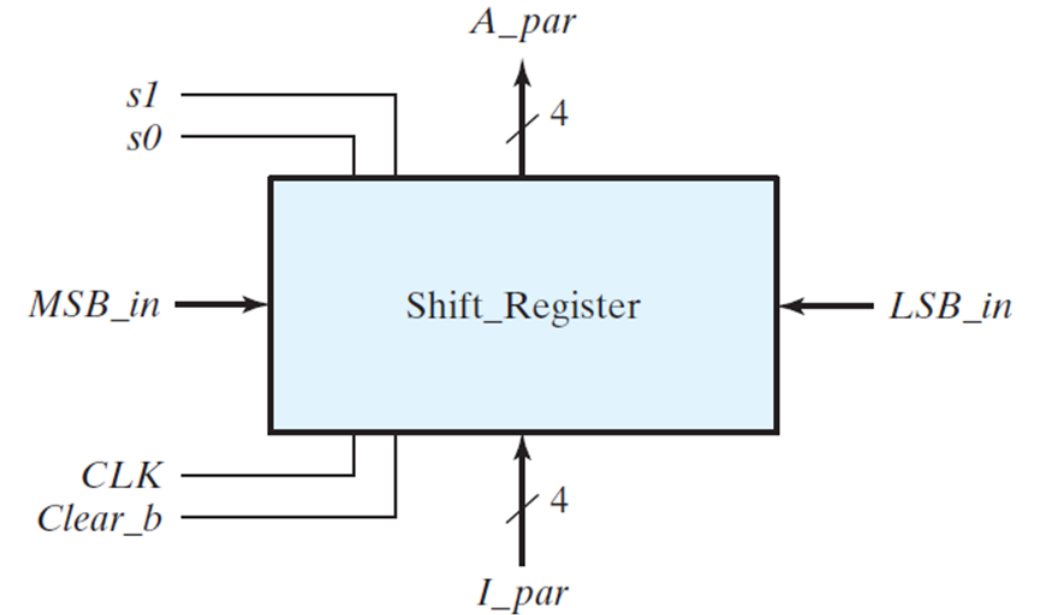 A_par
s1
4
s0
MSB_in
Shift_Register
LSB_in
CLK
4
Clear_b
I_par